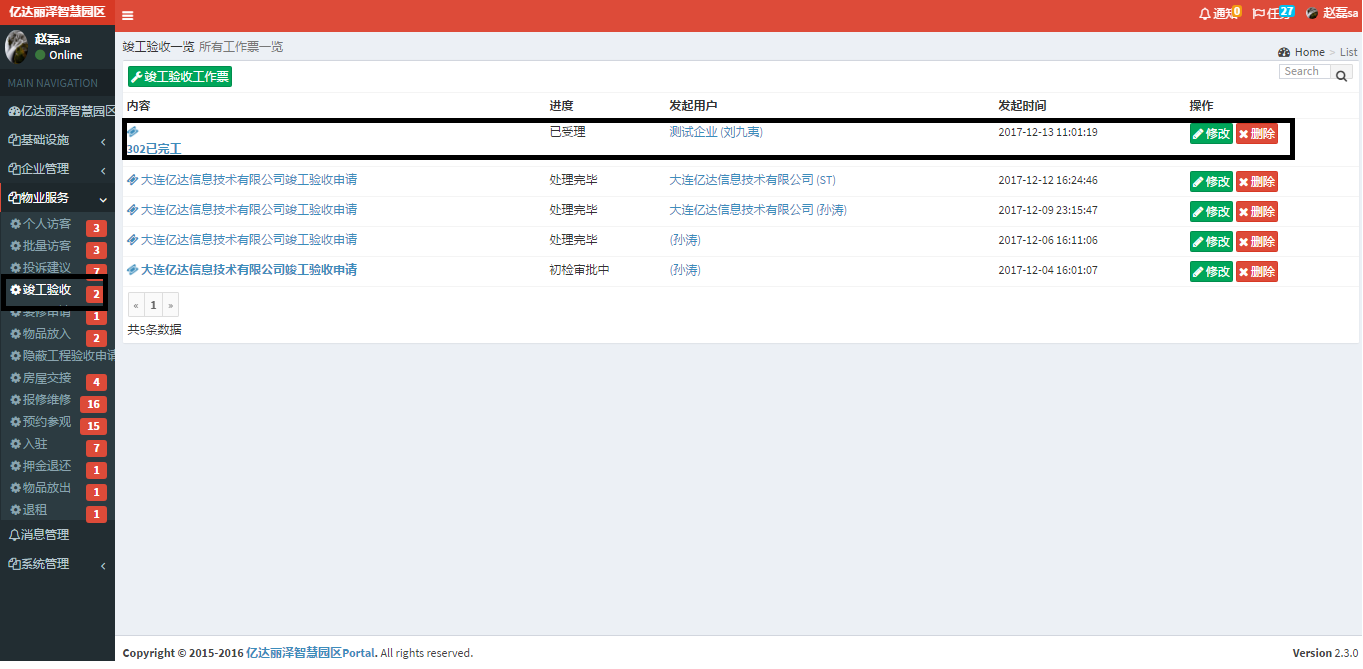 亿达丽泽智慧园区
通知 0 任 27 赵磊sa
赵磊sa
Online
MAIN NAVIGATION
亿达丽泽智慧园区
基础设施
企业管理
物业服务
个人访客 3
批量访客 3
投诉建议 7
竣工验收 2
装修申请 1
物品放入 2
隐蔽工程验收申请
房屋交接 4
报修维修 16
预约参观 15
入驻 7
押金退还 1
物品放出 1
退租 1
消息管理
系统管理
竣工验收一览 所有工作票一览
Home > List
竣工验收工作票
Search
内容 进度 发起用户 发起时间 操作
302已完工 已受理 测试企业 (刘九夷) 2017-12-13 11:01:19 修改 删除
大连亿达信息技术有限公司竣工验收申请 处理完毕 大连亿达信息技术有限公司 (ST) 2017-12-12 16:24:46 修改 删除
大连亿达信息技术有限公司竣工验收申请 处理完毕 大连亿达信息技术有限公司 (孙涛) 2017-12-09 23:15:47 修改 删除
大连亿达信息技术有限公司竣工验收申请 处理完毕 (孙涛) 2017-12-06 16:11:06 修改 删除
大连亿达信息技术有限公司竣工验收申请 初检审批中 (孙涛) 2017-12-04 16:01:07 修改 删除
« 1 »
共5条数据
Copyright © 2015-2016 亿达丽泽智慧园区Portal. All rights reserved.
Version 2.3.0